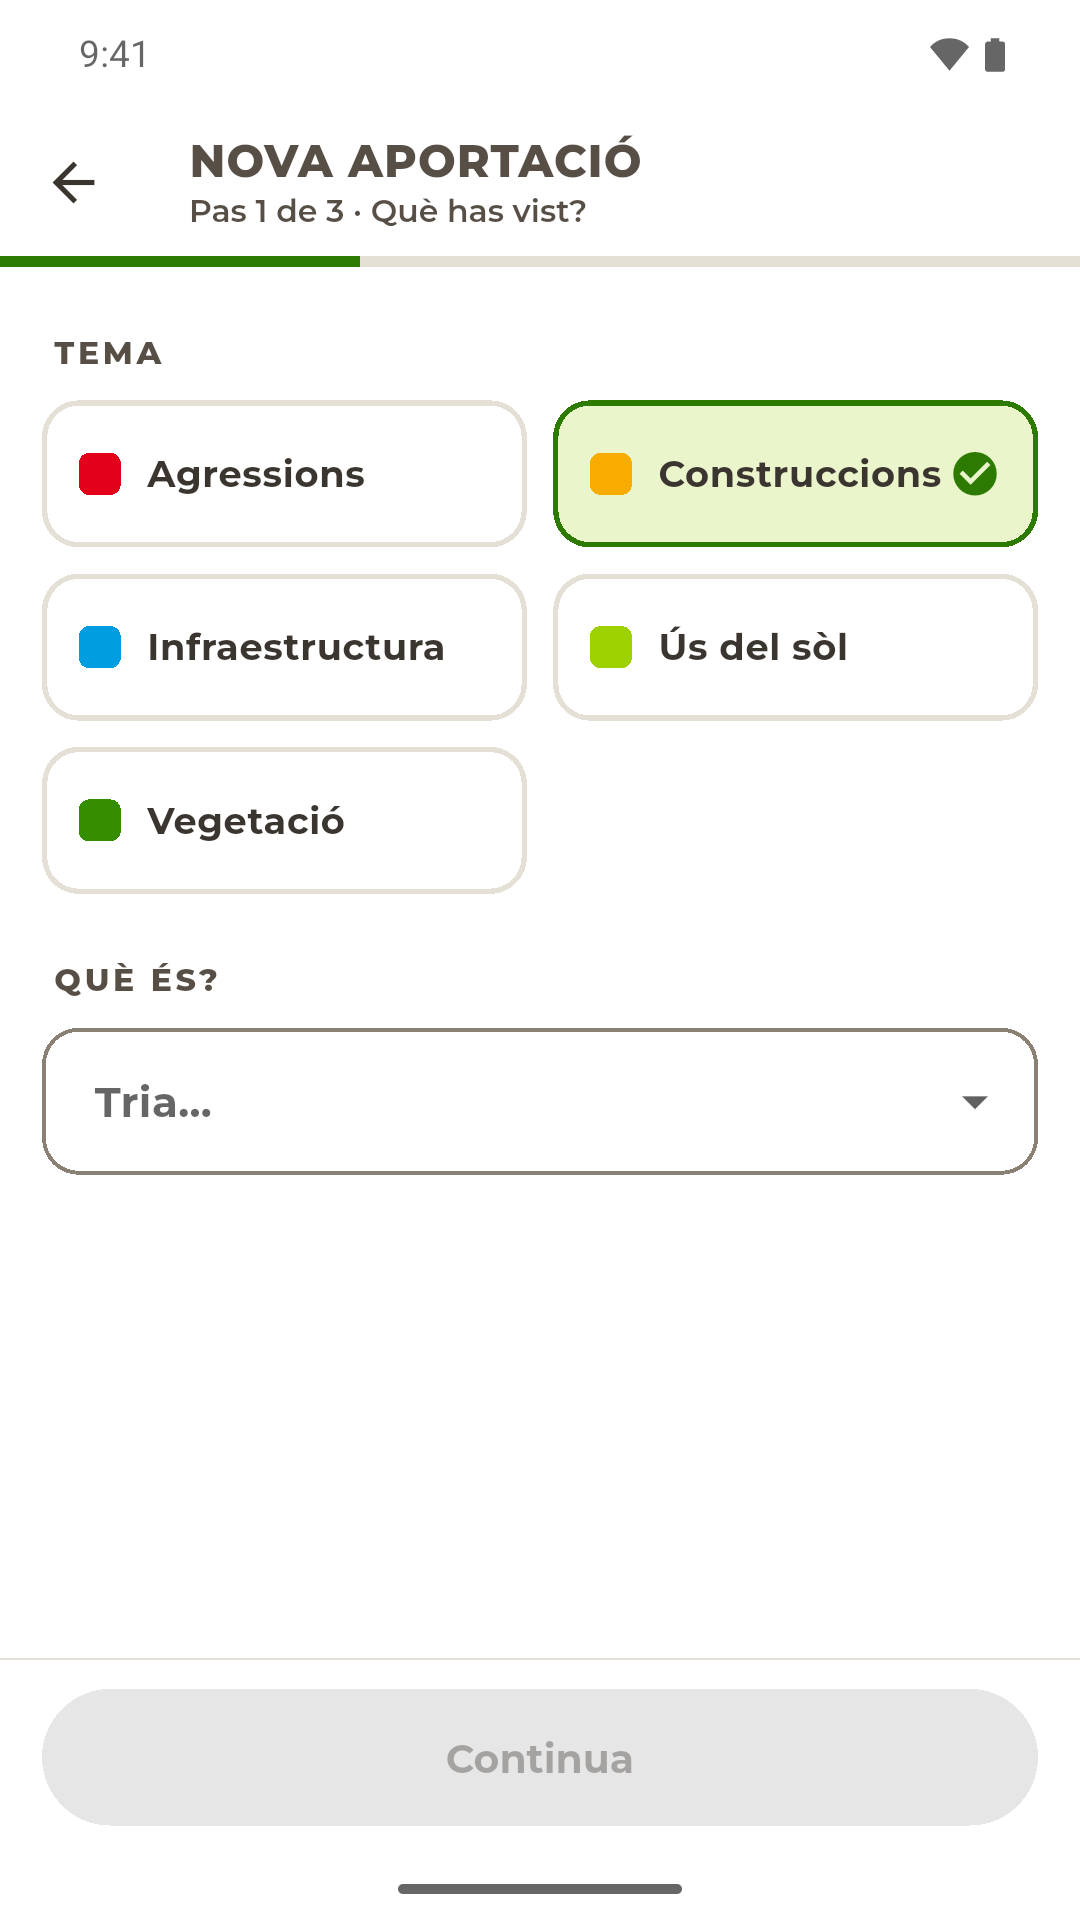 9:41
NOVA APORTACIÓ
Pas 1 de 3 · Què has vist?
TEMA
Agressions
Construccions
Infraestructura
Ús del sòl
Vegetació
QUÈ ÉS?
Tria...
Continua